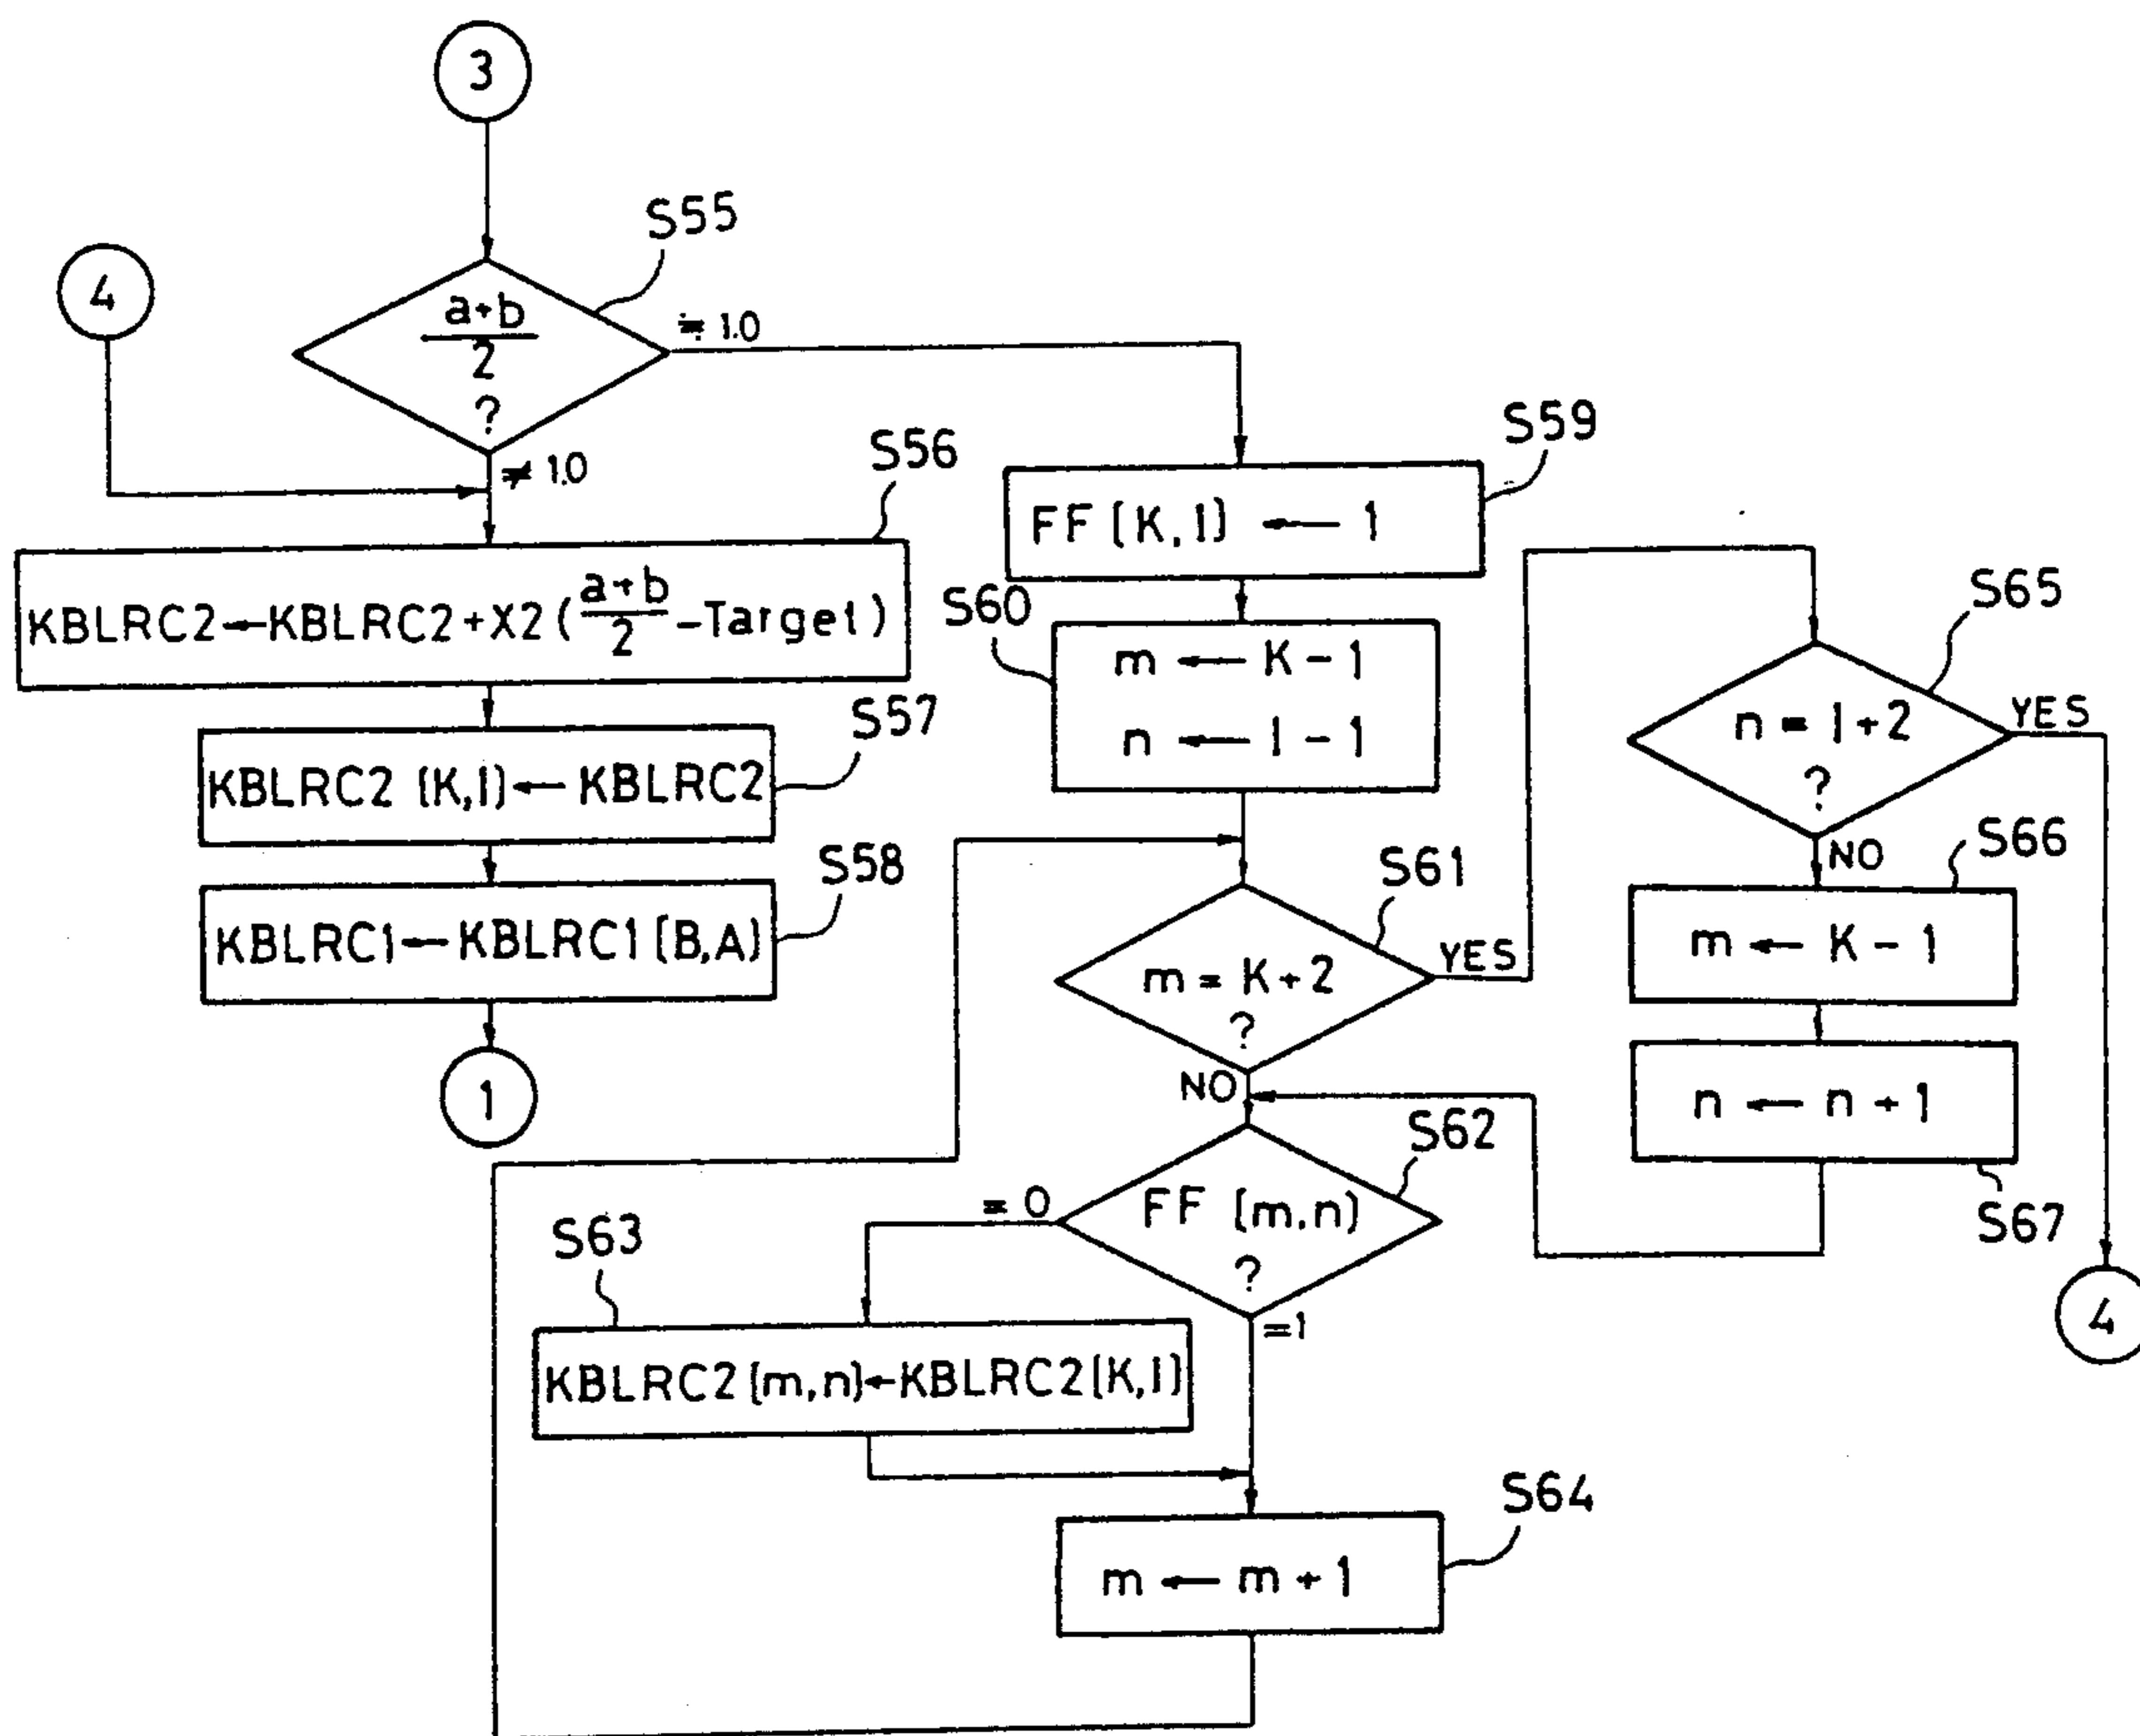 3
S55
4
a+b
2
?
≒ 1.0
≠ 1.0
S56
KBLRC2←KBLRC2+X2(a+b/2−Target)
S57
KBLRC2 (K,I)← KBLRC2
S58
KBLRC1←KBLRC1(B,A)
1
S59
FF (K,I) ← 1
S60
m ← K-1
n ← I-1
S61
m = K+2
?
YES
NO
S62
FF (m,n)
?
= 0
=1
S63
KBLRC2(m,n)←KBLRC2(K,I)
S64
m ← m+1
S65
n = I+2
?
YES
NO
S66
m ← K-1
n ← n+1
S67
4